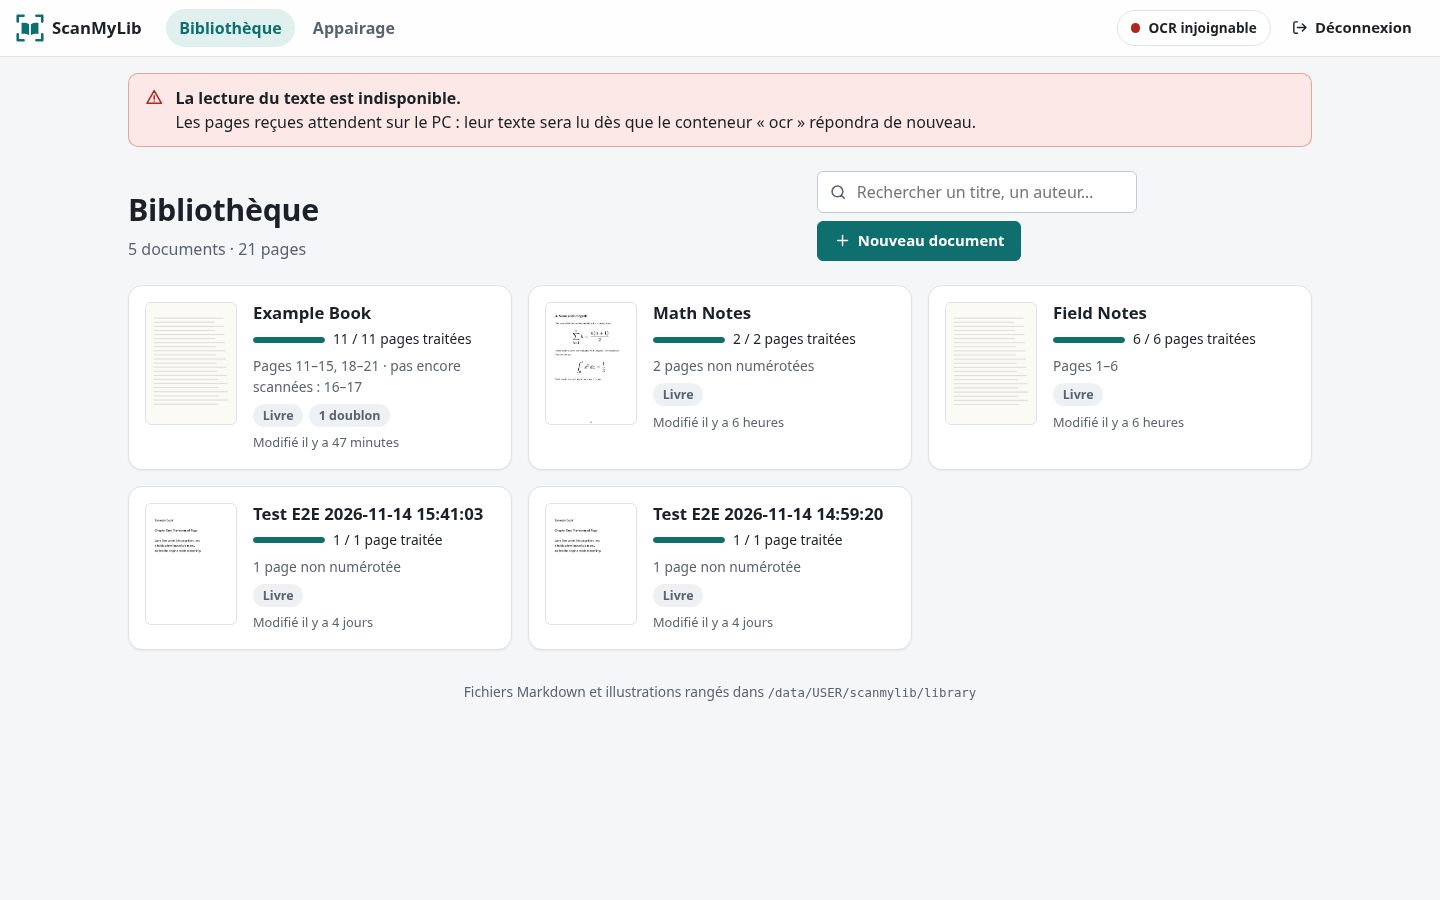 ScanMyLib
Bibliothèque
Appairage
OCR injoignable
Déconnexion
La lecture du texte est indisponible.
Les pages reçues attendent sur le PC : leur texte sera lu dès que le conteneur « ocr » répondra de nouveau.
Bibliothèque
5 documents · 21 pages
Rechercher un titre, un auteur…
Nouveau document
Example Book
11 / 11 pages traitées
Pages 11–15, 18–21 · pas encore
scannées : 16–17
Livre
1 doublon
Modifié il y a 47 minutes
Math Notes
2 / 2 pages traitées
2 pages non numérotées
Livre
Modifié il y a 6 heures
Field Notes
6 / 6 pages traitées
Pages 1–6
Livre
Modifié il y a 6 heures
Test E2E 2026-11-14 15:41:03
1 / 1 page traitée
1 page non numérotée
Livre
Modifié il y a 4 jours
Test E2E 2026-11-14 14:59:20
1 / 1 page traitée
1 page non numérotée
Livre
Modifié il y a 4 jours
Fichiers Markdown et illustrations rangés dans /data/USER/scanmylib/library